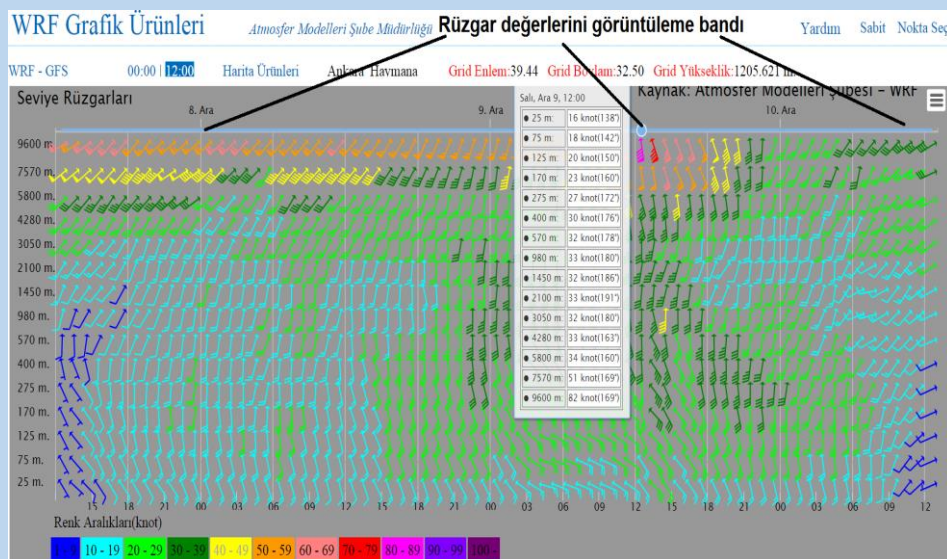 WRF Grafik Ürünleri Atmosfer Modelleri Şube Müdürlüğü Rüzgar değerlerini görüntüleme bandı Yardım Sabit Nokta Seç
WRF - GFS 00:00 | 12:00 Harita Ürünleri Ankara Haymana Grid Enlem:39.44 Grid Boylam:32.50 Grid Yükseklik:1205.621 m.
Seviye Rüzgarları
Kaynak: Atmosfer Modelleri Şubesi - WRF
8. Ara 9. Ara 10. Ara
Salı, Ara 9, 12:00
25 m: 16 knot(138°)
75 m: 18 knot(142°)
125 m: 20 knot(150°)
170 m: 23 knot(160°)
275 m: 27 knot(172°)
400 m: 30 knot(176°)
570 m: 32 knot(178°)
980 m: 33 knot(180°)
1450 m: 32 knot(186°)
2100 m: 33 knot(191°)
3050 m: 32 knot(180°)
4280 m: 33 knot(163°)
5800 m: 34 knot(160°)
7570 m: 51 knot(169°)
9600 m: 82 knot(169°)
9600 m.
7570 m.
5800 m.
4280 m.
3050 m.
2100 m.
1450 m.
980 m.
570 m.
400 m.
275 m.
170 m.
125 m.
75 m.
25 m.
15 18 21 00 03 06 09 12 15 18 21 00 03 06 09 12 15 18 21 00 03 06 09 12
Renk Aralıkları(knot)
10 - 19 20 - 29 30 - 39 40 - 49 50 - 59 60 - 69 70 - 79 80 - 89 90 - 99 100 -